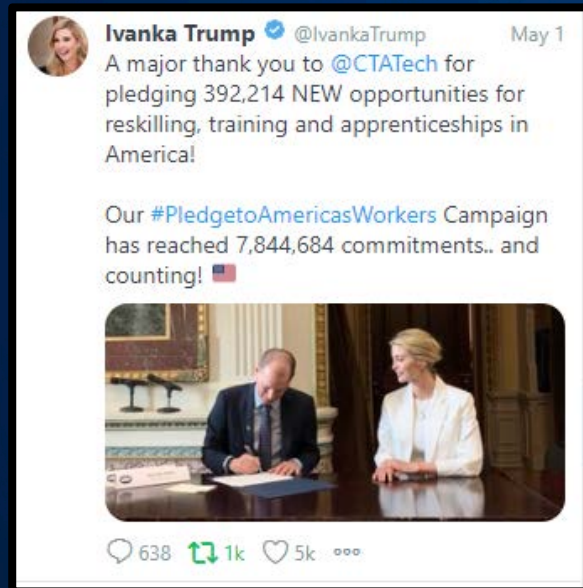 Ivanka Trump @IvankaTrump May 1
A major thank you to @CTATech for
pledging 392,214 NEW opportunities for
reskilling, training and apprenticeships in
America!
Our #PledgetoAmericasWorkers Campaign
has reached 7,844,684 commitments.. and
counting! 🇺🇸
638 1k 5k